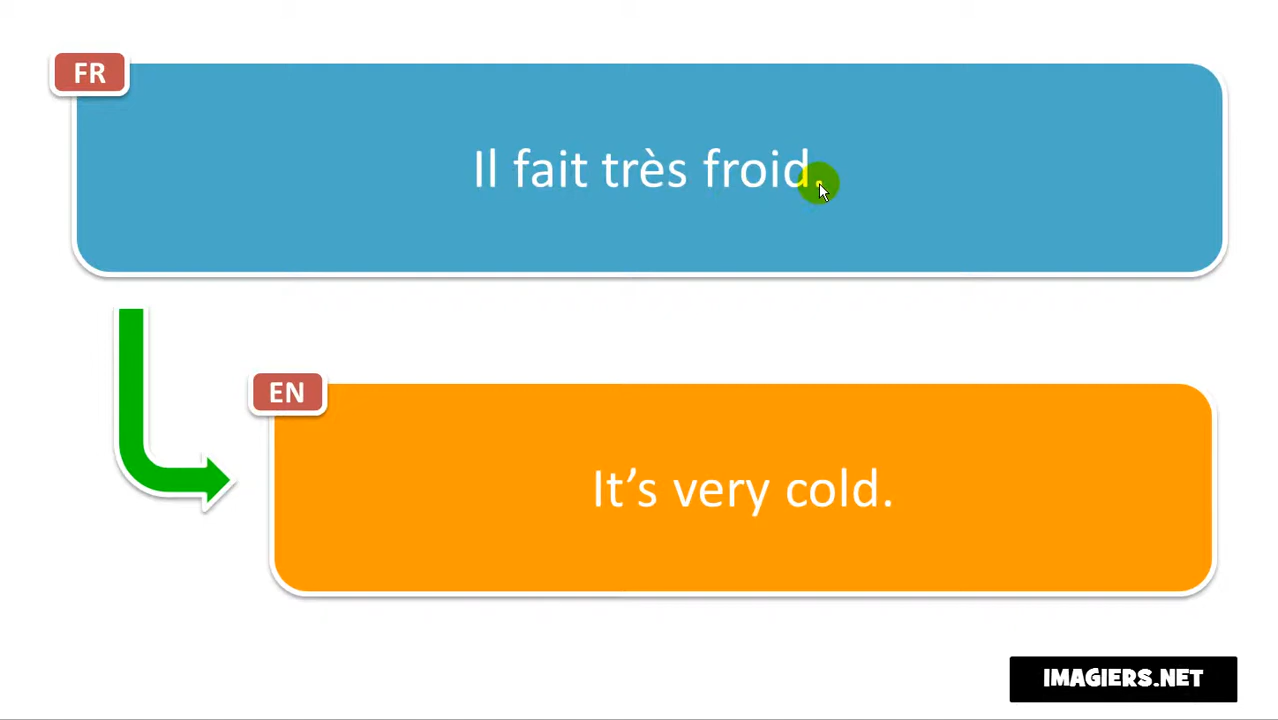 FR
Il fait très froid.
EN
It’s very cold.
IMAGIERS.NET